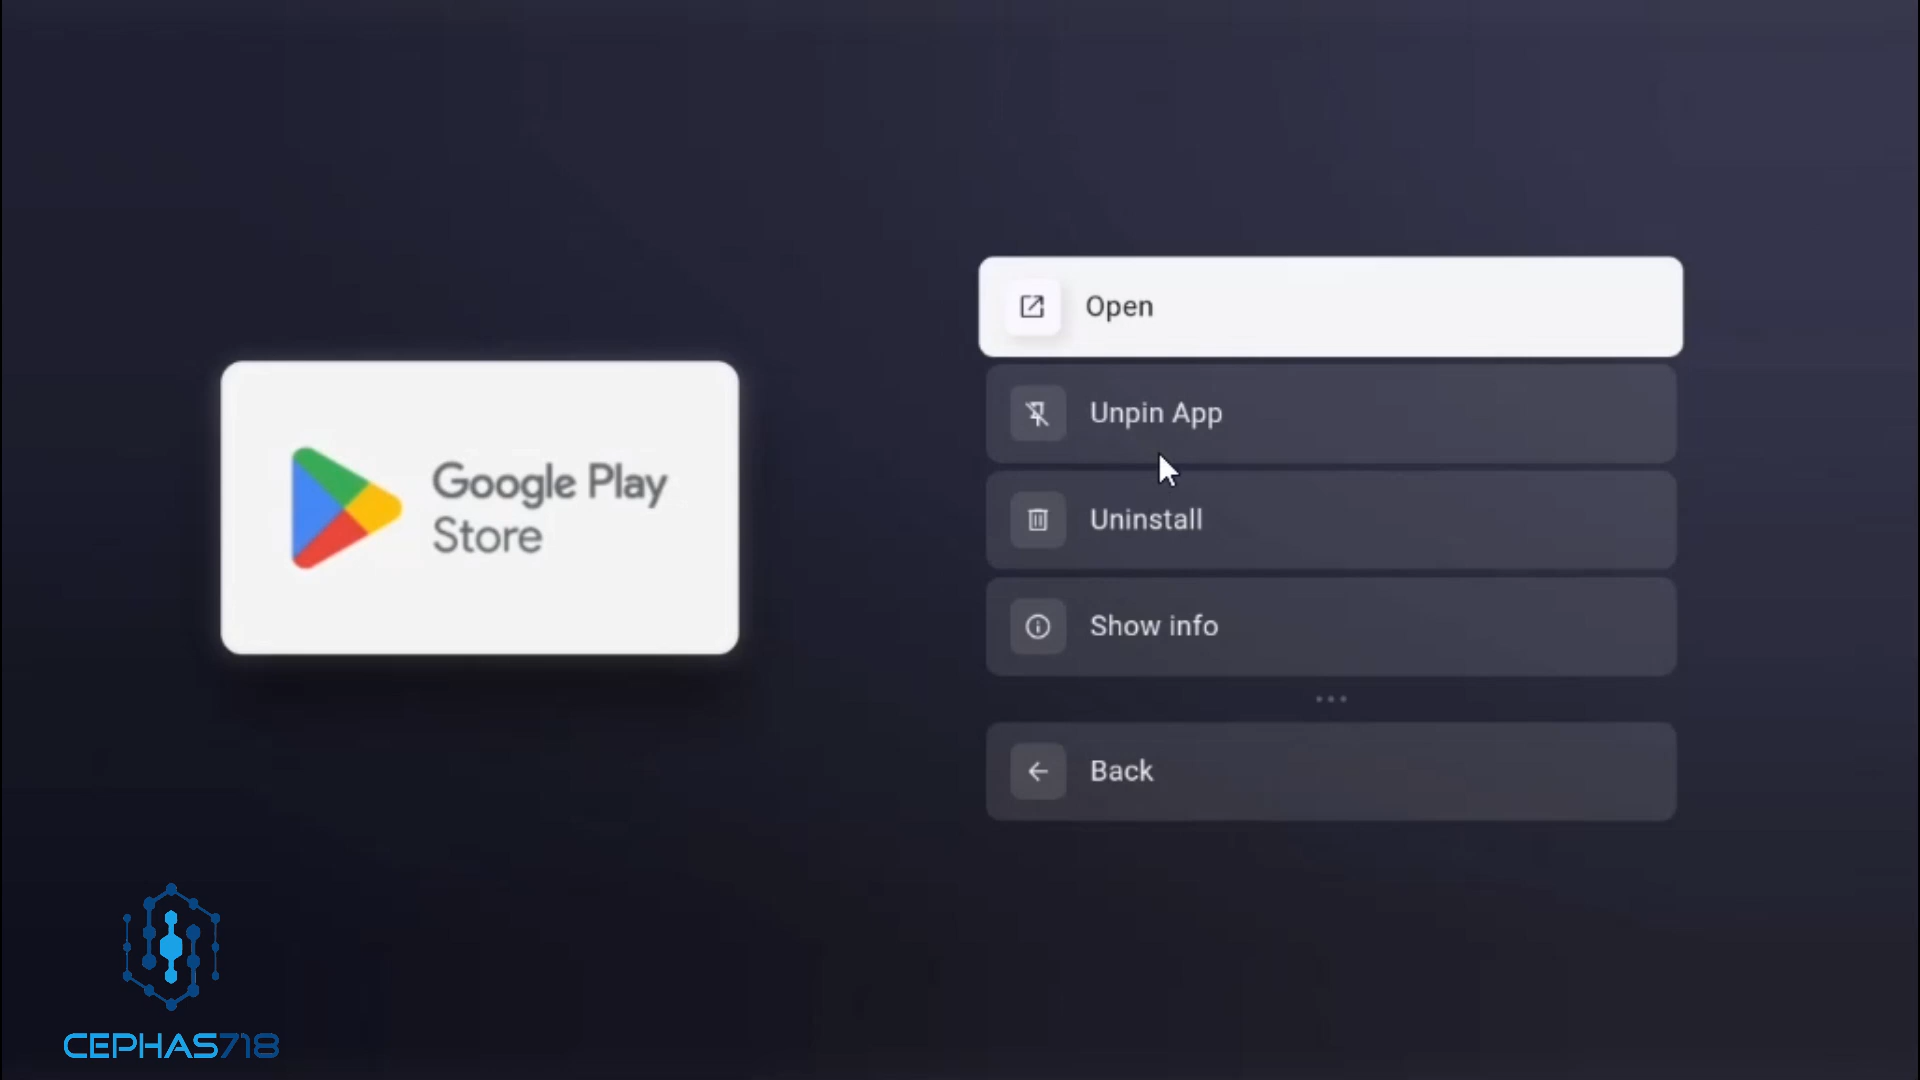 Google Play
Store
Open
Unpin App
Uninstall
Show info
Back
CEPHAS718